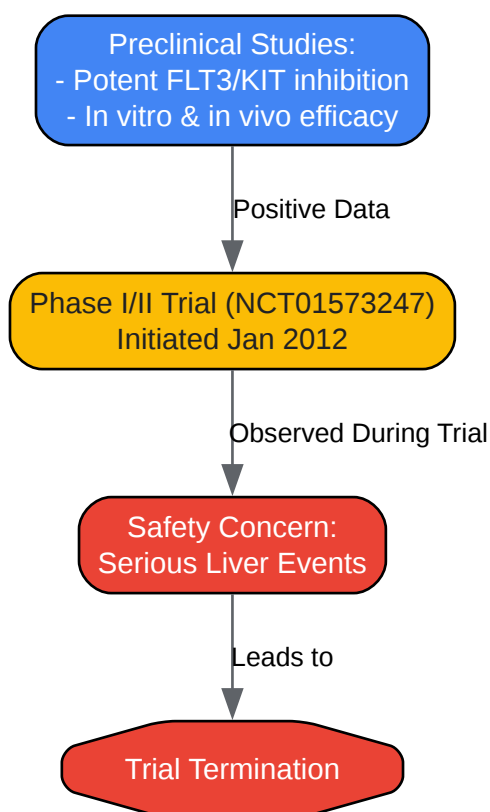 Preclinical Studies:
- Potent FLT3/KIT inhibition
- In vitro & in vivo efficacy
Positive Data
Phase I/II Trial (NCT01573247)
Initiated Jan 2012
Observed During Trial
Safety Concern:
Serious Liver Events
Leads to
Trial Termination